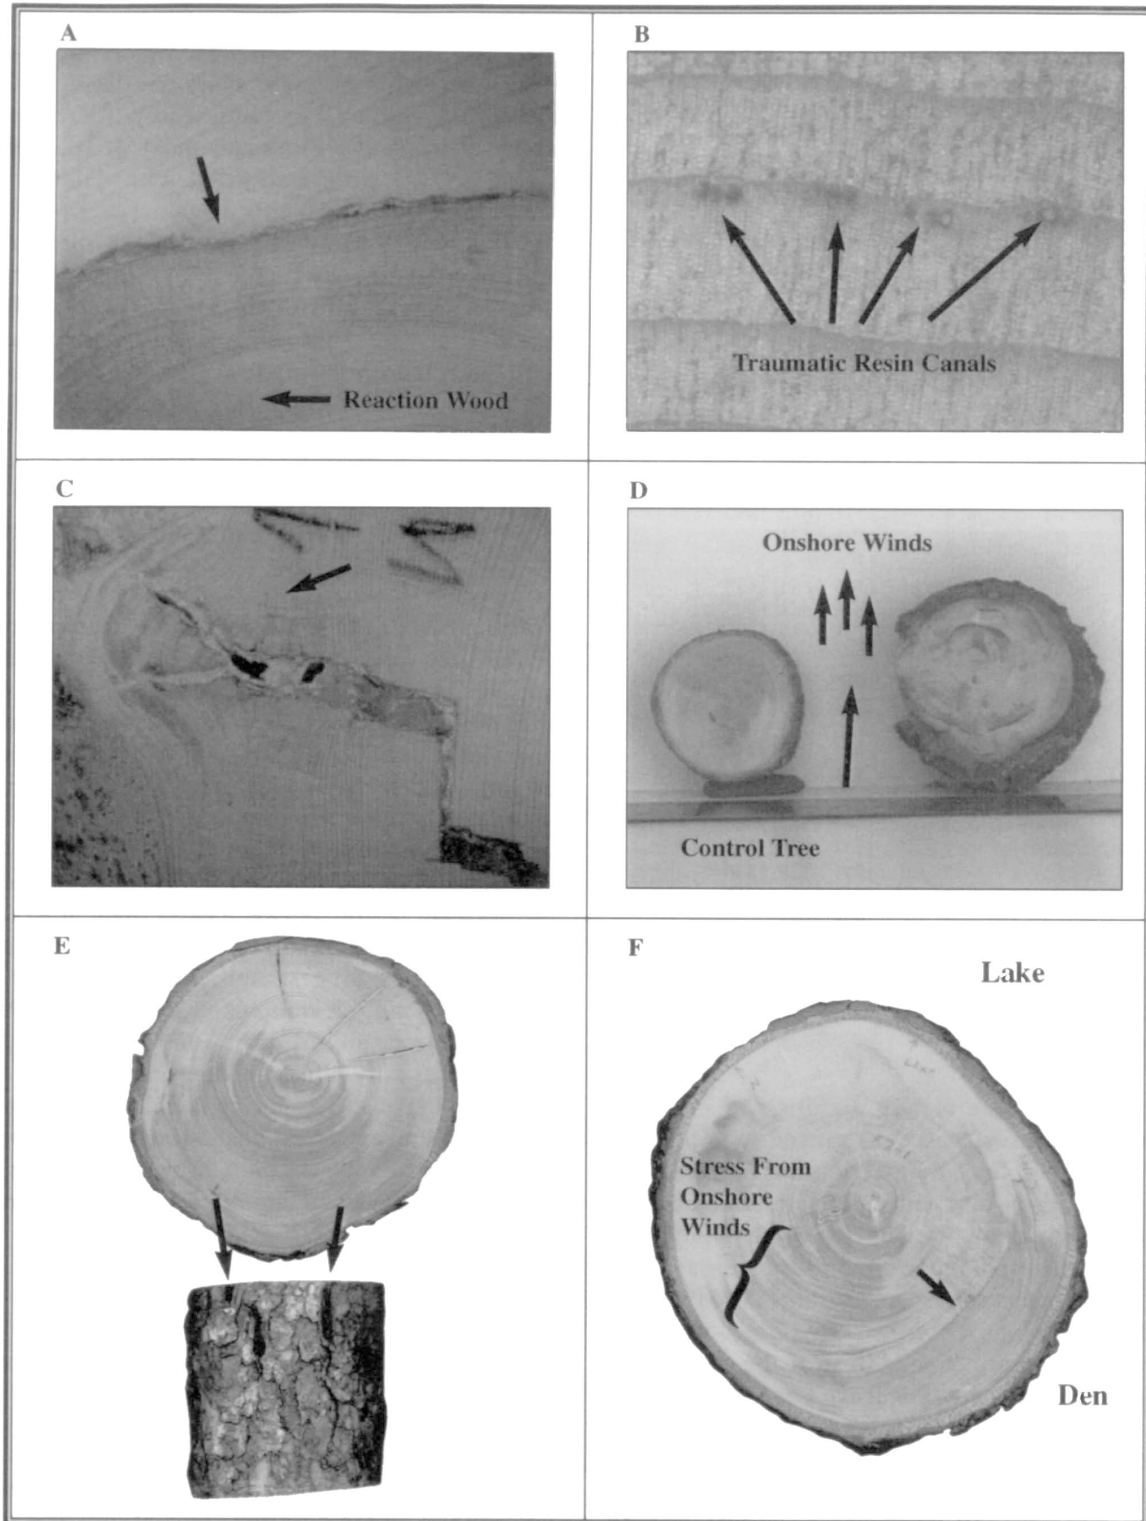 A
Reaction Wood
B
Traumatic Resin Canals
C
D
Onshore Winds
Control Tree
E
F
Lake
Stress From
Onshore
Winds
Den